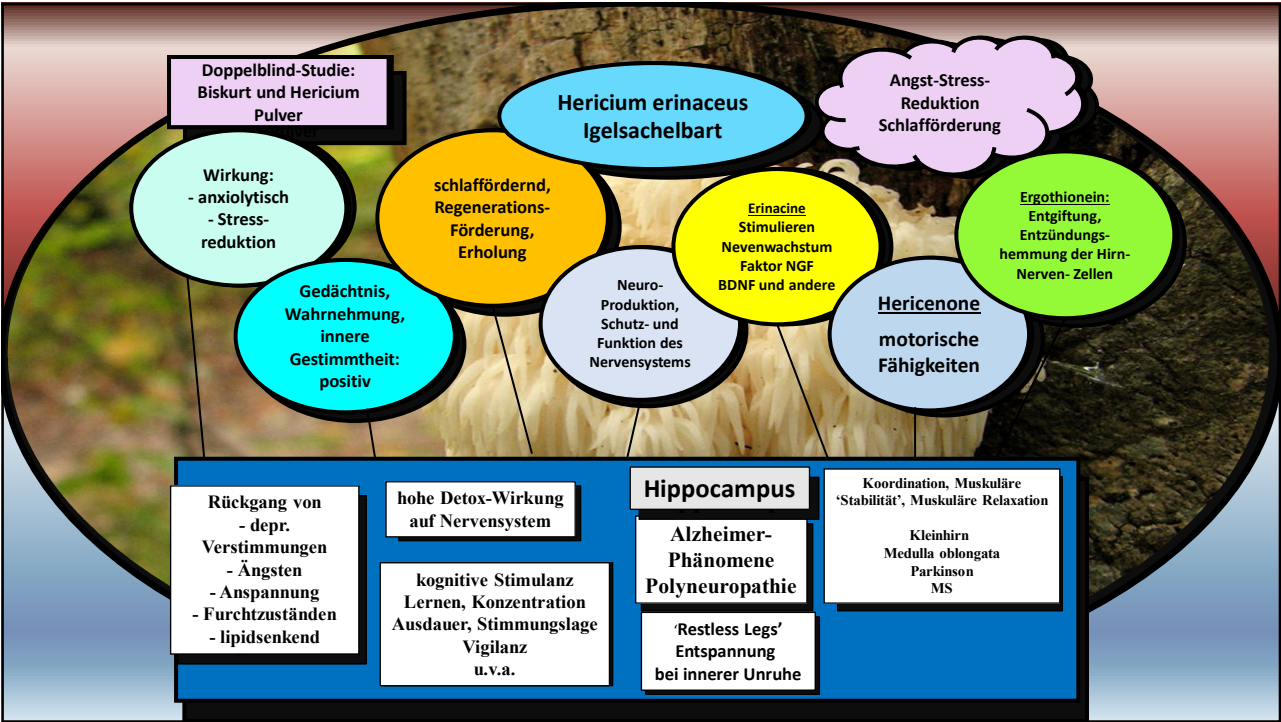 Doppelblind-Studie:
Biskurt und Hericium
Pulver
Hericium erinaceus
Igelsachelbart
Angst-Stress-
Reduktion
Schlafförderung
Wirkung:
- anxiolytisch
- Stress-
reduktion
schlaffördernd,
Regenerations-
Förderung,
Erholung
Erinacine
Stimulieren
Nevenwachstum
Faktor NGF
BDNF und andere
Ergothionein:
Entgiftung,
Entzündungs-
hemmung der Hirn-
Nerven- Zellen
Gedächtnis,
Wahrnehmung,
innere
Gestimmtheit:
positiv
Neuro-
Produktion,
Schutz- und
Funktion des
Nervensystems
Hericenone
motorische
Fähigkeiten
Rückgang von
- depr.
Verstimmungen
- Ängsten
- Anspannung
- Furchtzuständen
- lipidsenkend
hohe Detox-Wirkung
auf Nervensystem
kognitive Stimulanz
Lernen, Konzentration
Ausdauer, Stimmungslage
Vigilanz
u.v.a.
Hippocampus
Alzheimer-
Phänomene
Polyneuropathie
‘Restless Legs’
Entspannung
bei innerer Unruhe
Koordination, Muskuläre
‘Stabilität’, Muskuläre Relaxation
Kleinhirn
Medulla oblongata
Parkinson
MS